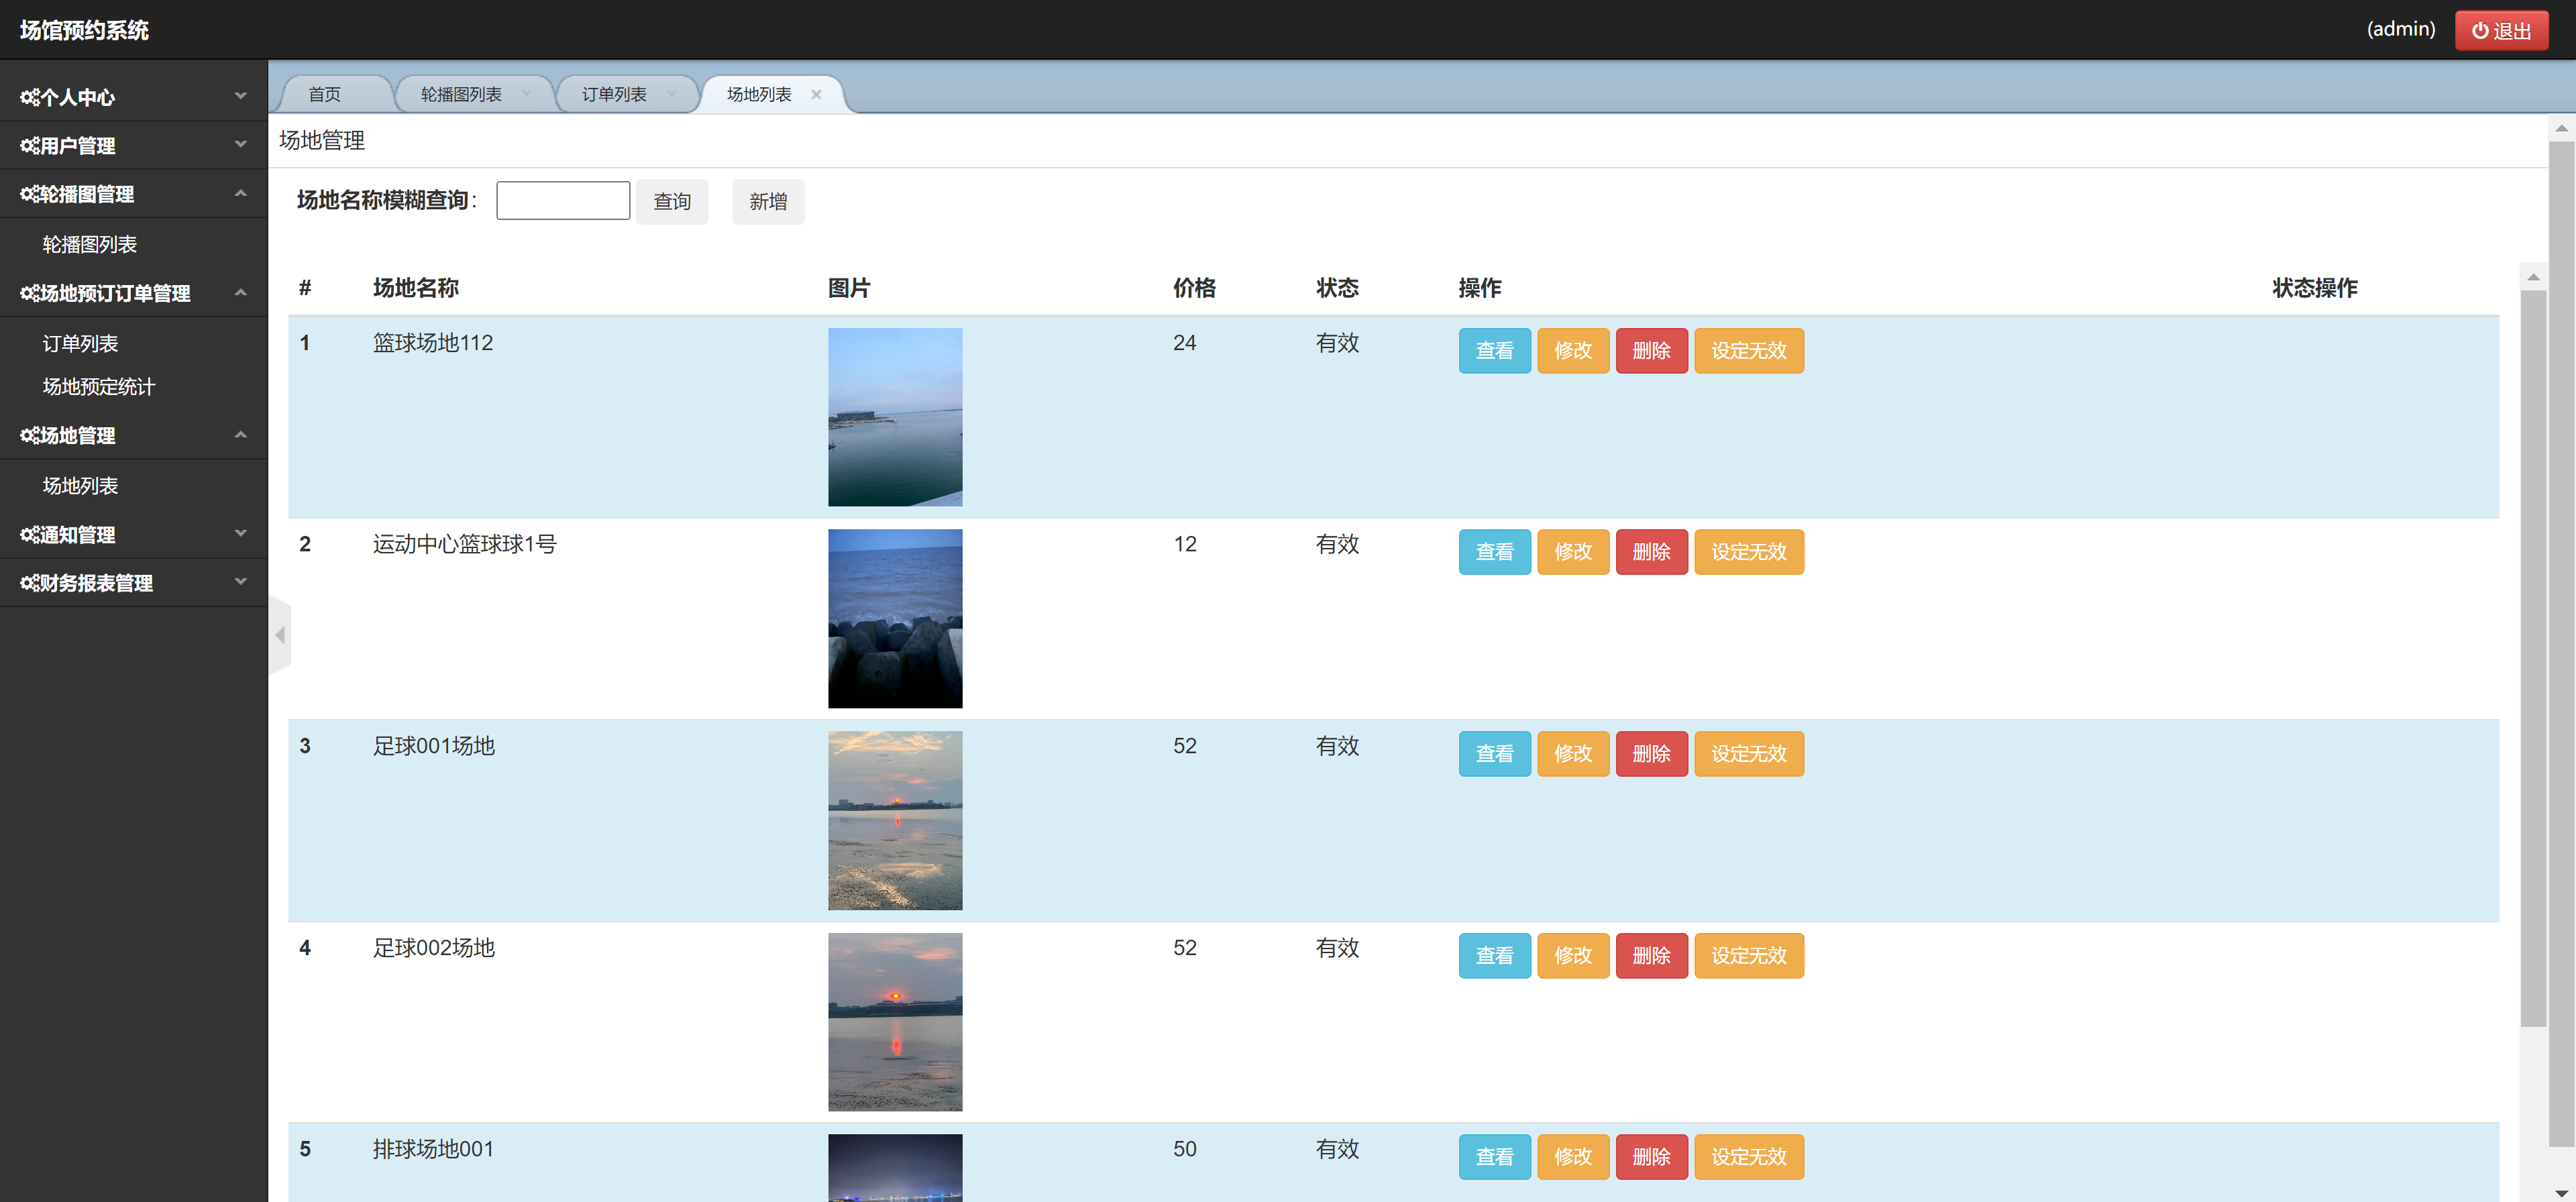 场馆预约系统
(admin)
退出
个人中心
用户管理
轮播图管理
轮播图列表
场地预订订单管理
订单列表
场地预定统计
场地管理
场地列表
通知管理
财务报表管理
首页 轮播图列表 订单列表 场地列表
场地管理
场地名称模糊查询： 查询 新增
# 场地名称 图片 价格 状态 操作 状态操作
1 篮球场地112 24 有效 查看 修改 删除 设定无效
2 运动中心篮球球1号 12 有效 查看 修改 删除 设定无效
3 足球001场地 52 有效 查看 修改 删除 设定无效
4 足球002场地 52 有效 查看 修改 删除 设定无效
5 排球场地001 50 有效 查看 修改 删除 设定无效